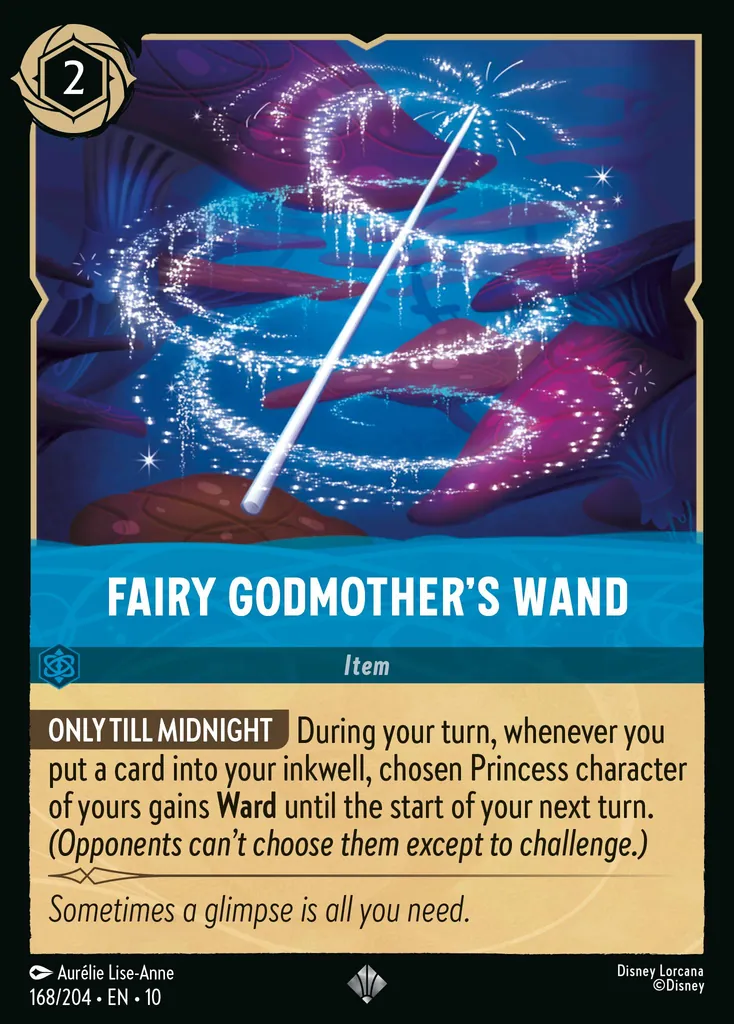 2
FAIRY GODMOTHER'S WAND
Item
ONLY TILL MIDNIGHT During your turn, whenever you
put a card into your inkwell, chosen Princess character
of yours gains Ward until the start of your next turn.
(Opponents can't choose them except to challenge.)
Sometimes a glimpse is all you need.
Aurélie Lise-Anne
168/204 • EN • 10
Disney Lorcana
©Disney